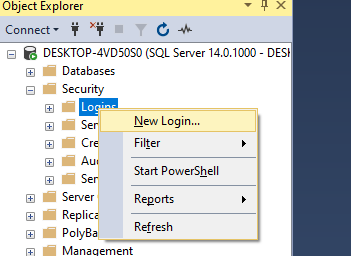 Object Explorer
Connect
DESKTOP-4VD50S0 (SQL Server 14.0.1000 - DESK
Databases
Security
Logins
New Login...
Ser
Filter
Cre
Aud
Start PowerShell
Ser
Server
Reports
Replica
PolyBa
Refresh
Management